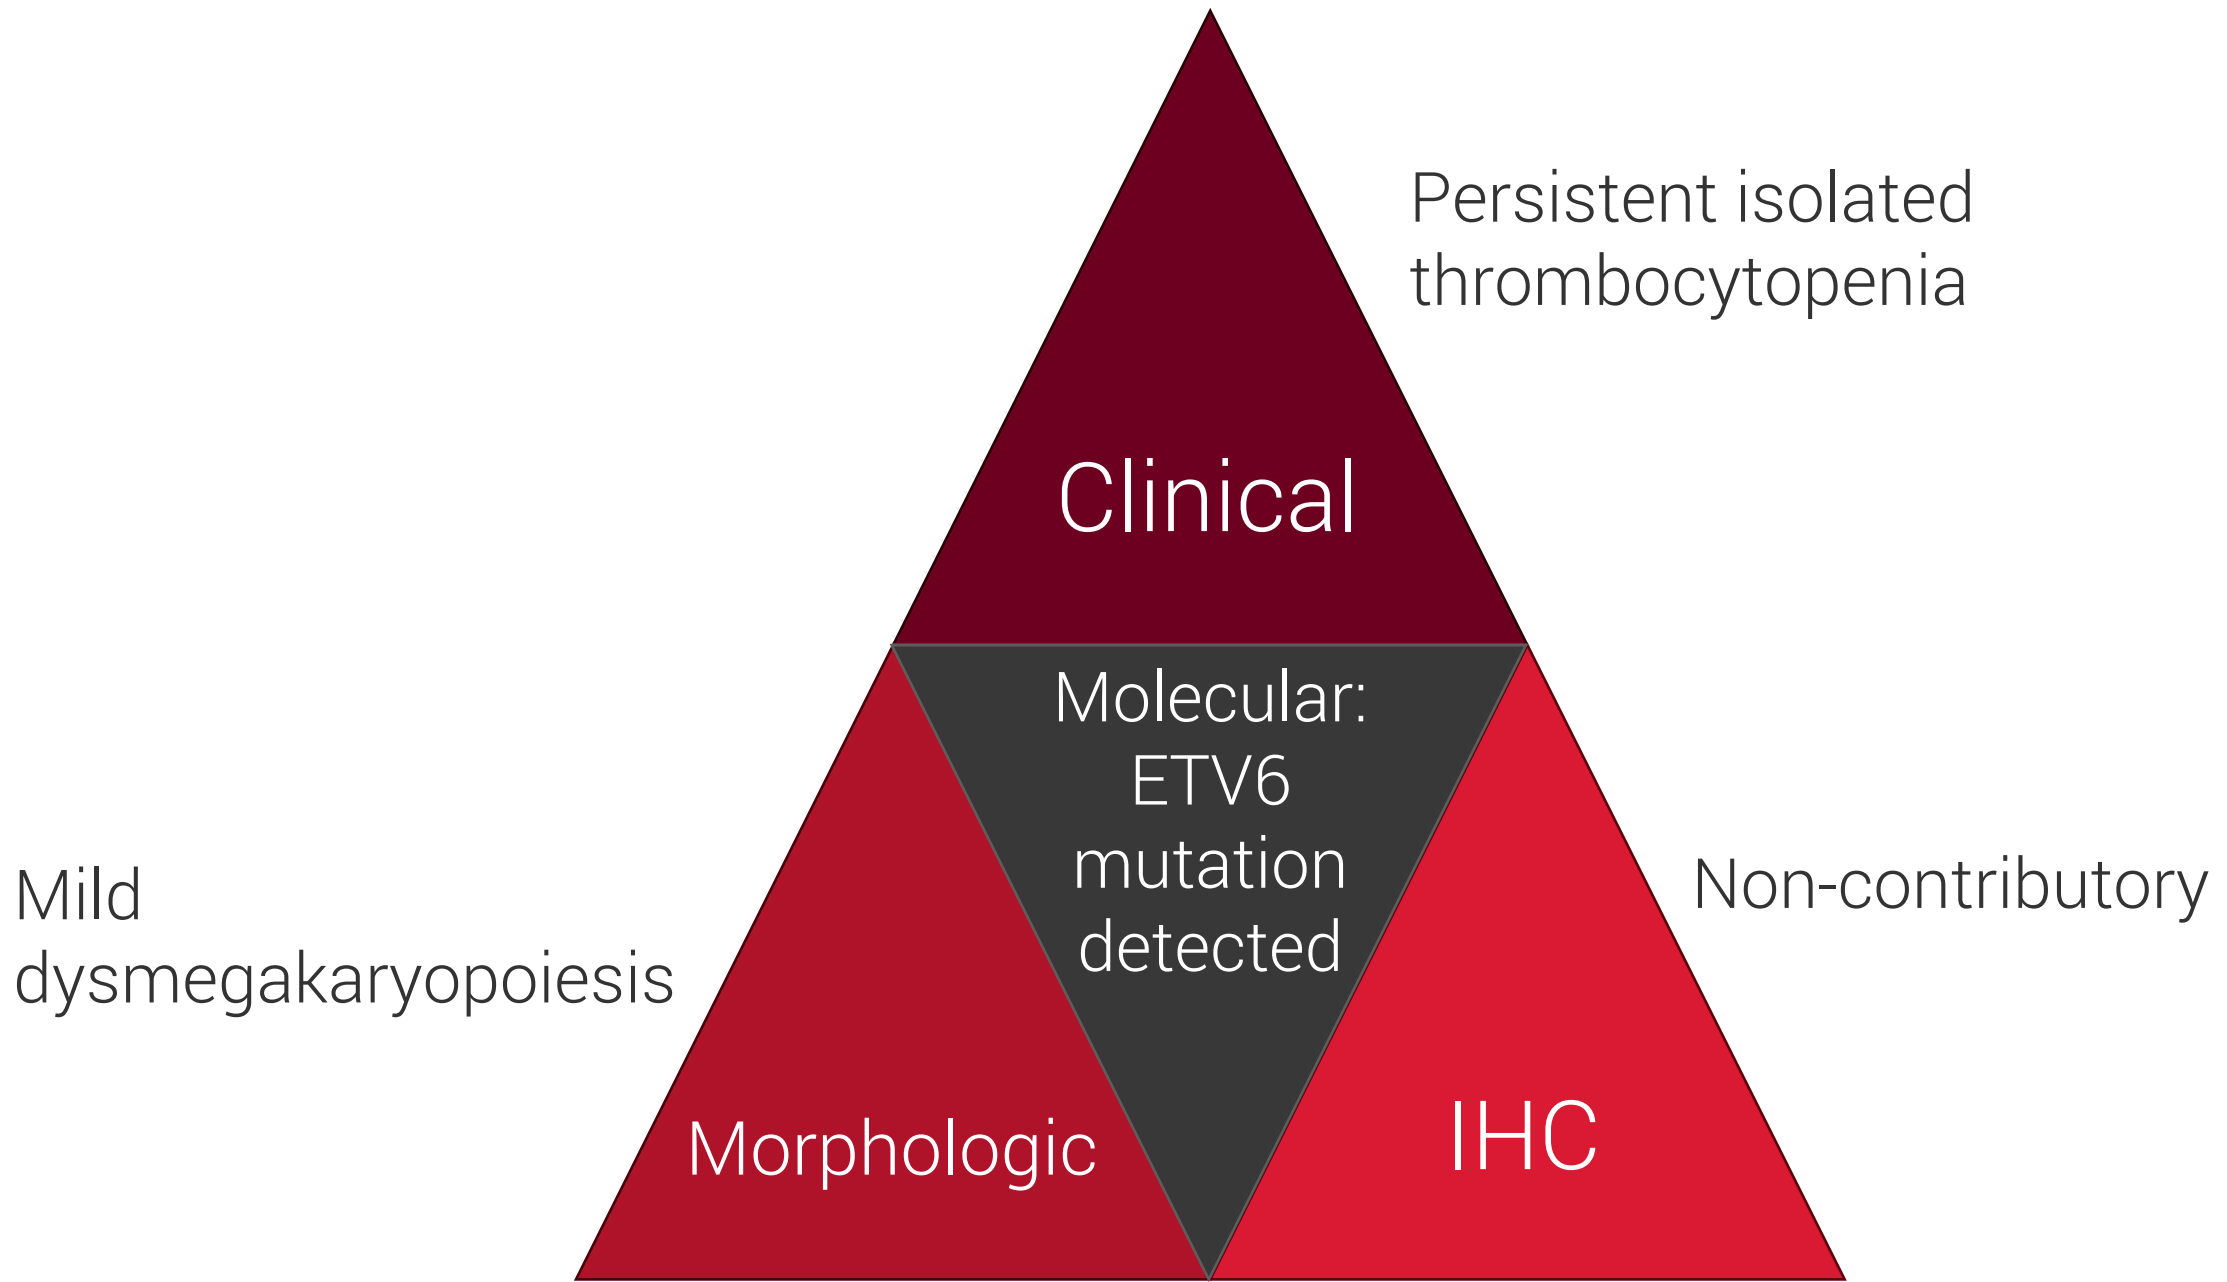 Persistent isolated
thrombocytopenia
Clinical
Molecular:
ETV6
mutation
detected
Mild
dysmegakaryopoiesis
Non-contributory
Morphologic
IHC